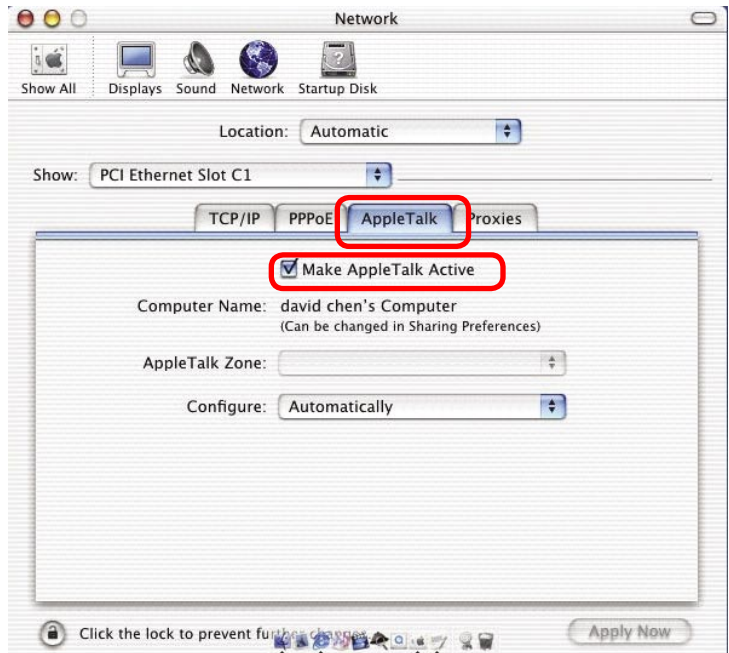 Network
Show All Displays Sound Network Startup Disk
Location: Automatic
Show: PCI Ethernet Slot C1
TCP/IP PPPoE AppleTalk Proxies
Make AppleTalk Active
Computer Name: david chen's Computer
(Can be changed in Sharing Preferences)
AppleTalk Zone:
Configure: Automatically
Click the lock to prevent further changes.
Apply Now